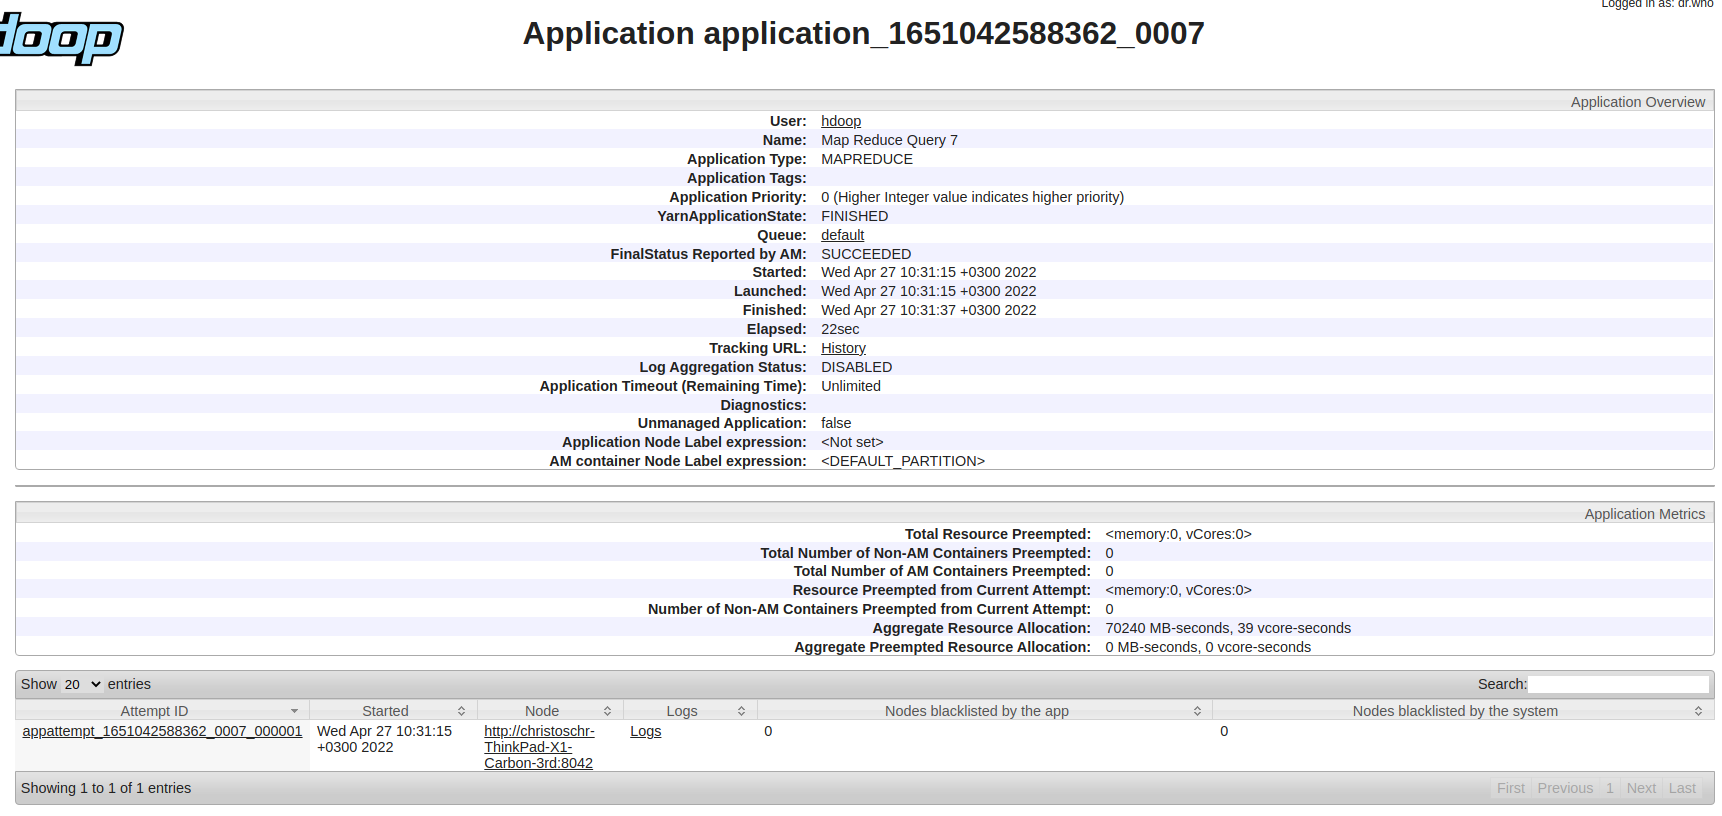 Logged in as: dr.who
doop
Application application_1651042588362_0007
Application Overview
User: hdoop
Name: Map Reduce Query 7
Application Type: MAPREDUCE
Application Tags:
Application Priority: 0 (Higher Integer value indicates higher priority)
YarnApplicationState: FINISHED
Queue: default
FinalStatus Reported by AM: SUCCEEDED
Started: Wed Apr 27 10:31:15 +0300 2022
Launched: Wed Apr 27 10:31:15 +0300 2022
Finished: Wed Apr 27 10:31:37 +0300 2022
Elapsed: 22sec
Tracking URL: History
Log Aggregation Status: DISABLED
Application Timeout (Remaining Time): Unlimited
Diagnostics:
Unmanaged Application: false
Application Node Label expression: <Not set>
AM container Node Label expression: <DEFAULT_PARTITION>
Application Metrics
Total Resource Preempted: <memory:0, vCores:0>
Total Number of Non-AM Containers Preempted: 0
Total Number of AM Containers Preempted: 0
Resource Preempted from Current Attempt: <memory:0, vCores:0>
Number of Non-AM Containers Preempted from Current Attempt: 0
Aggregate Resource Allocation: 70240 MB-seconds, 39 vcore-seconds
Aggregate Preempted Resource Allocation: 0 MB-seconds, 0 vcore-seconds
Show 20 entries Search:
Attempt ID Started Node Logs Nodes blacklisted by the app Nodes blacklisted by the system
appattempt_1651042588362_0007_000001 Wed Apr 27 10:31:15 http://christoschr- Logs 0 0
+0300 2022 ThinkPad-X1-
Carbon-3rd:8042
Showing 1 to 1 of 1 entries First Previous 1 Next Last